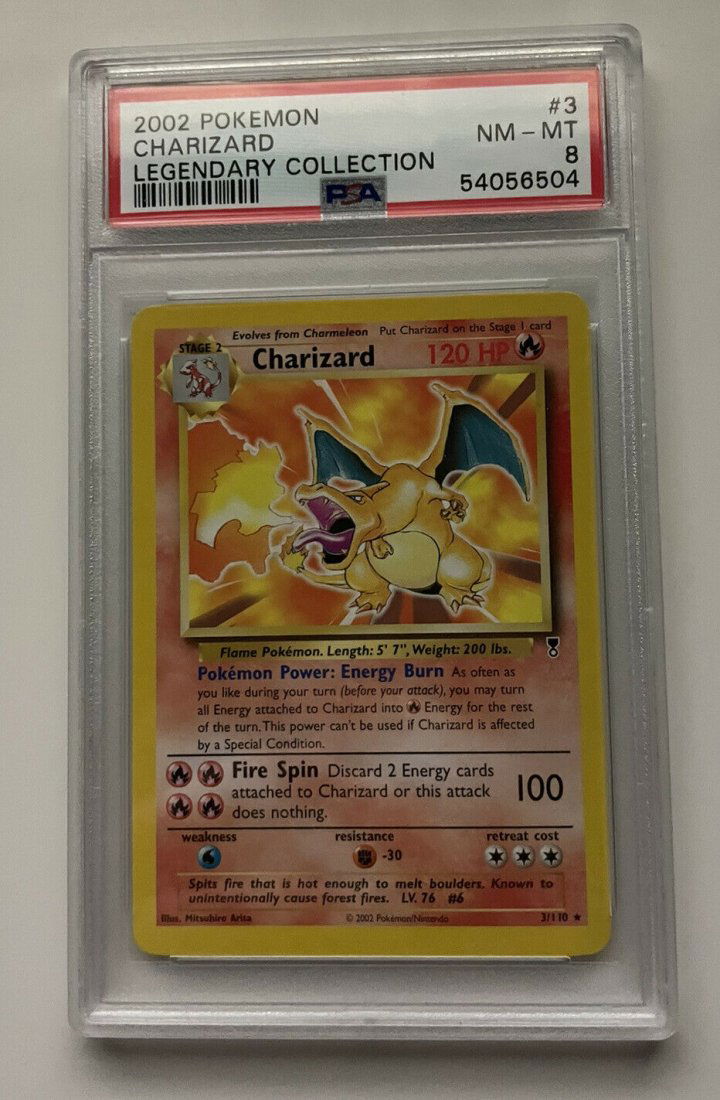 2002 POKEMON #3
CHARIZARD NM - MT
LEGENDARY COLLECTION 8
PSA 54056504
Evolves from Charmeleon Put Charizard on the Stage 1 card
STAGE 2 Charizard 120 HP
Flame Pokémon. Length: 5' 7", Weight: 200 lbs.
Pokémon Power: Energy Burn As often as
you like during your turn (before your attack), you may turn
all Energy attached to Charizard into Energy for the rest
of the turn. This power can't be used if Charizard is affected
by a Special Condition.
Fire Spin Discard 2 Energy cards
attached to Charizard or this attack 100
does nothing.
weakness resistance retreat cost
-30
Spits fire that is hot enough to melt boulders. Known to
unintentionally cause forest fires. LV. 76 #6
Illus. Mitsuhiro Arita © 2002 Pokémon/Nintendo 3/110 ★